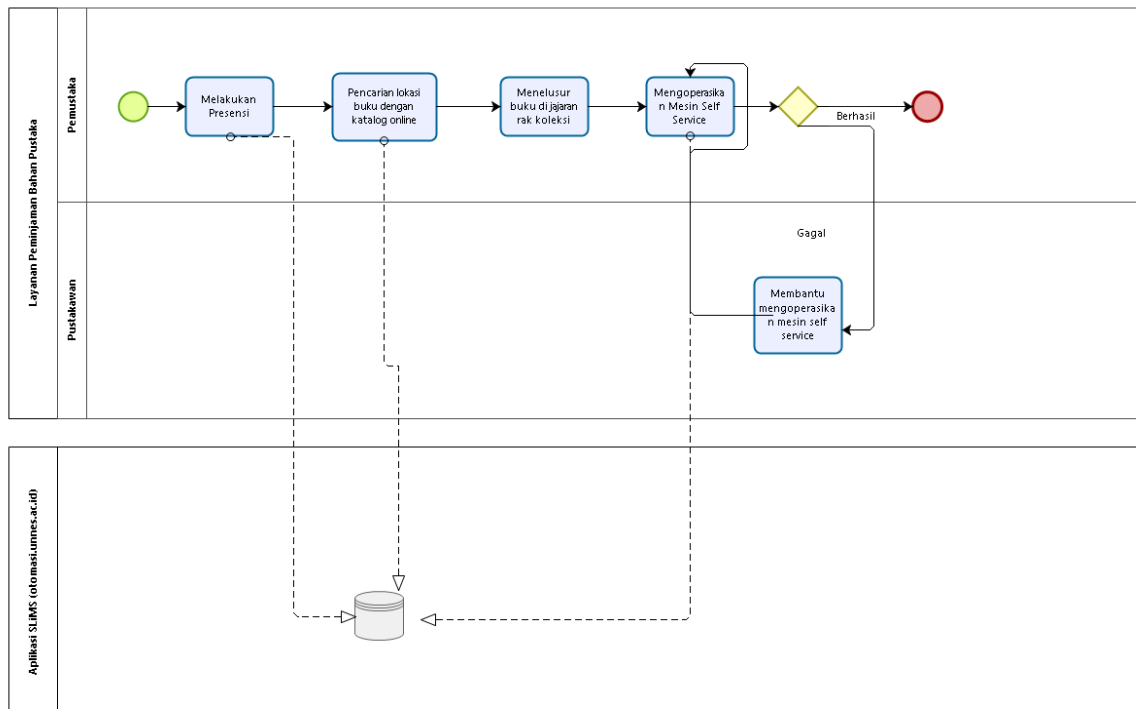 Layanan Peminjaman Bahan Pustaka
Pemustaka
Melakukan
Presensi
Pencarian lokasi
buku dengan
katalog online
Menelusur
buku di jajaran
rak koleksi
Mengoperasika
n Mesin Self
Service
Berhasil
Gagal
Pustakawan
Membantu
mengoperasika
n mesin self
service
Aplikasi SLiMS (otomasi.unnes.ac.id)